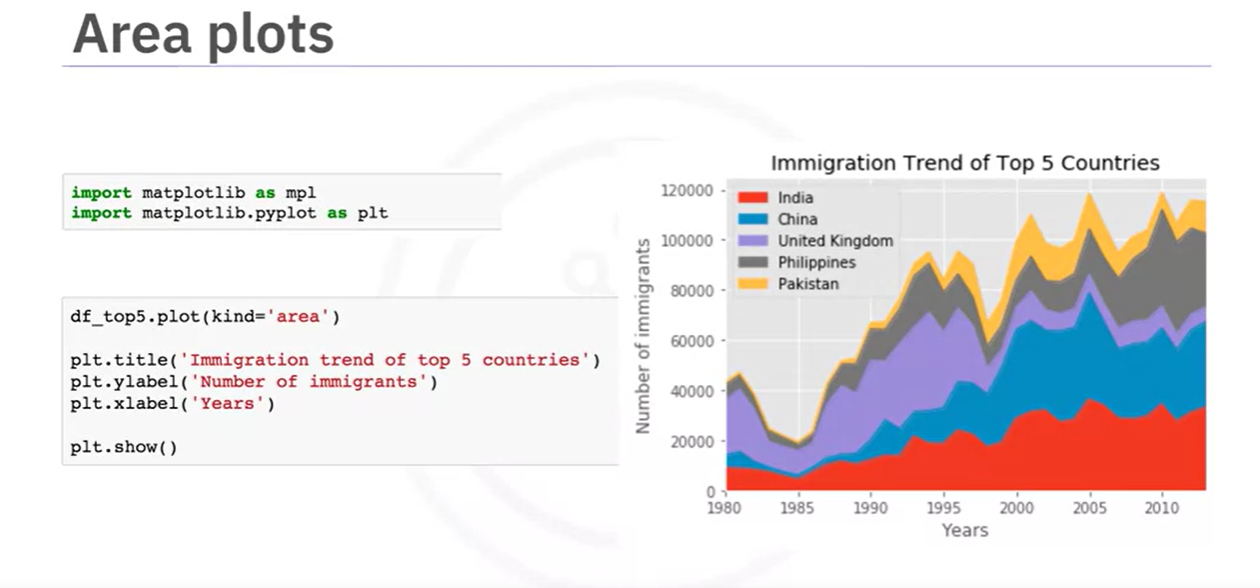 Area plots
import matplotlib as mpl
import matplotlib.pyplot as plt
df_top5.plot(kind='area')
plt.title('Immigration trend of top 5 countries')
plt.ylabel('Number of immigrants')
plt.xlabel('Years')
plt.show()
Immigration Trend of Top 5 Countries
Number of immigrants
120000
100000
80000
60000
40000
20000
0
India
China
United Kingdom
Philippines
Pakistan
1980 1985 1990 1995 2000 2005 2010
Years